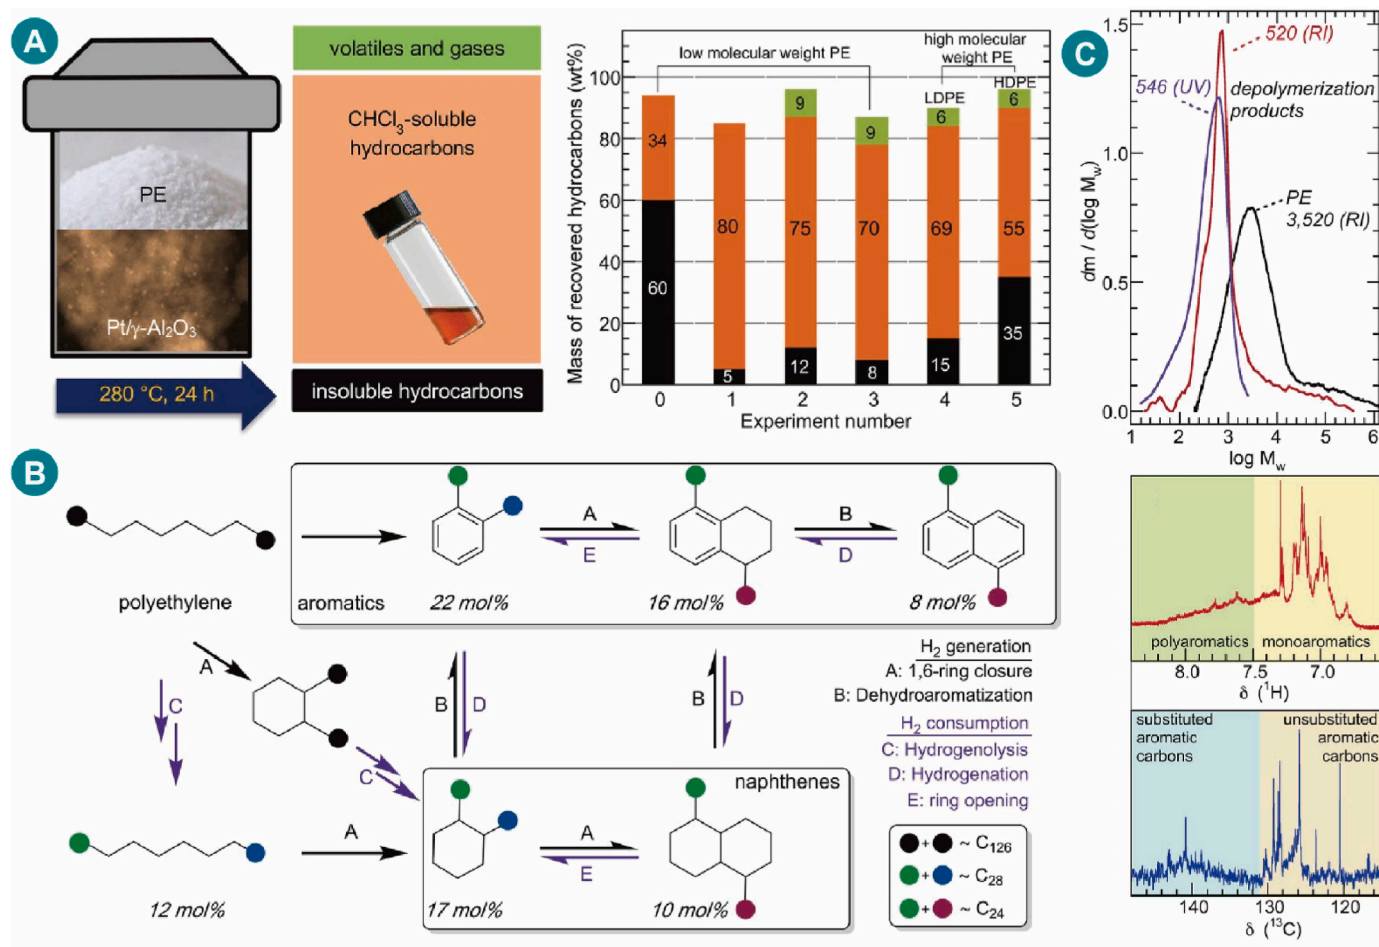 A
PE
Pt/γ-Al₂O₃
280 °C, 24 h
volatiles and gases
CHCl₃-soluble
hydrocarbons
insoluble hydrocarbons
Mass of recovered hydrocarbons (wt%)
100
80
60
40
20
0
low molecular weight PE
high molecular
weight PE
LDPE
HDPE
34
60
80
5
9
75
12
9
70
8
6
69
15
6
55
35
0 1 2 3 4 5
Experiment number
C
dm / d(log Mw)
1.5
1.0
0.5
0.0
520 (RI)
546 (UV)
depolymerization
products
PE
3,520 (RI)
1 2 3 4 5 6
log Mw
polyaromatics
monoaromatics
8.0 7.5 7.0
δ (¹H)
substituted
aromatic
carbons
unsubstituted
aromatic
carbons
140 130 120
δ (¹³C)
B
polyethylene
aromatics
22 mol%
A
E
16 mol%
B
D
8 mol%
A
C
C
B
D
B
D
H₂ generation
A: 1,6-ring closure
B: Dehydroaromatization
H₂ consumption
C: Hydrogenolysis
D: Hydrogenation
E: ring opening
naphthenes
12 mol%
A
17 mol%
A
E
10 mol%
+ ~ C₁₂₆
+ ~ C₂₈
+ ~ C₂₄